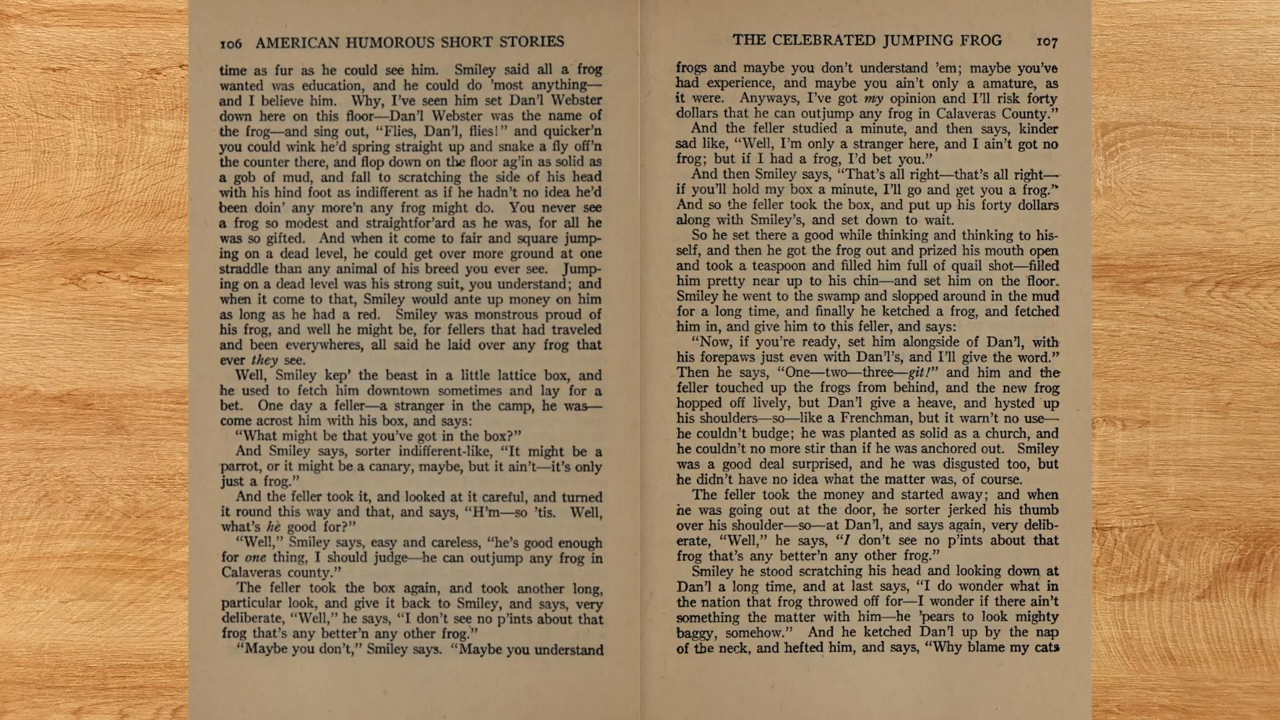 106 AMERICAN HUMOROUS SHORT STORIES
time as fur as he could see him. Smiley said all a frog
wanted was education, and he could do 'most anything—
and I believe him. Why, I've seen him set Dan'l Webster
down here on this floor—Dan'l Webster was the name of
the frog—and sing out, "Flies, Dan'l, flies!" and quicker'n
you could wink he'd spring straight up and snake a fly off'n
the counter there, and flop down on the floor ag'in as solid as
a gob of mud, and fall to scratching the side of his head
with his hind foot as indifferent as if he hadn't no idea he'd
been doin' any more'n any frog might do. You never see
a frog so modest and straightfor'ard as he was, for all he
was so gifted. And when it come to fair and square jump-
ing on a dead level, he could get over more ground at one
straddle than any animal of his breed you ever see. Jump-
ing on a dead level was his strong suit, you understand; and
when it come to that, Smiley would ante up money on him
as long as he had a red. Smiley was monstrous proud of
his frog, and well he might be, for fellers that had traveled
and been everywheres, all said he laid over any frog that
ever they see.
Well, Smiley kep' the beast in a little lattice box, and
he used to fetch him downtown sometimes and lay for a
bet. One day a feller—a stranger in the camp, he was—
come acrost him with his box, and says:
"What might be that you've got in the box?"
And Smiley says, sorter indifferent-like, "It might be a
parrot, or it might be a canary, maybe, but it ain't—it's only
just a frog."
And the feller took it, and looked at it careful, and turned
it round this way and that, and says, "H'm—so 'tis. Well,
what's he good for?"
"Well," Smiley says, easy and careless, "he's good enough
for one thing, I should judge—he can outjump any frog in
Calaveras county."
The feller took the box again, and took another long,
particular look, and give it back to Smiley, and says, very
deliberate, "Well," he says, "I don't see no p'ints about that
frog that's any better'n any other frog."
"Maybe you don't," Smiley says. "Maybe you understand
THE CELEBRATED JUMPING FROG 107
frogs and maybe you don't understand 'em; maybe you've
had experience, and maybe you ain't only a amature, as
it were. Anyways, I've got my opinion and I'll risk forty
dollars that he can outjump any frog in Calaveras County."
And the feller studied a minute, and then says, kinder
sad like, "Well, I'm only a stranger here, and I ain't got no
frog; but if I had a frog, I'd bet you."
And then Smiley says, "That's all right—that's all right—
if you'll hold my box a minute, I'll go and get you a frog."
And so the feller took the box, and put up his forty dollars
along with Smiley's, and set down to wait.
So he set there a good while thinking and thinking to his-
self, and then he got the frog out and prized his mouth open
and took a teaspoon and filled him full of quail shot—filled
him pretty near up to his chin—and set him on the floor.
Smiley he went to the swamp and slopped around in the mud
for a long time, and finally he ketched a frog, and fetched
him in, and give him to this feller, and says:
"Now, if you're ready, set him alongside of Dan'l, with
his forepaws just even with Dan'l's, and I'll give the word."
Then he says, "One—two—three—git!" and him and the
feller touched up the frogs from behind, and the new frog
hopped off lively, but Dan'l give a heave, and hysted up
his shoulders—so—like a Frenchman, but it warn't no use—
he couldn't budge; he was planted as solid as a church, and
he couldn't no more stir than if he was anchored out. Smiley
was a good deal surprised, and he was disgusted too, but
he didn't have no idea what the matter was, of course.
The feller took the money and started away; and when
he was going out at the door, he sorter jerked his thumb
over his shoulder—so—at Dan'l, and says again, very delib-
erate, "Well," he says, "I don't see no p'ints about that
frog that's any better'n any other frog."
Smiley he stood scratching his head and looking down at
Dan'l a long time, and at last says, "I do wonder what in
the nation that frog throwed off for—I wonder if there ain't
something the matter with him—he 'pears to look mighty
baggy, somehow." And he ketched Dan'l up by the nap
of the neck, and hefted him, and says, "Why blame my cats